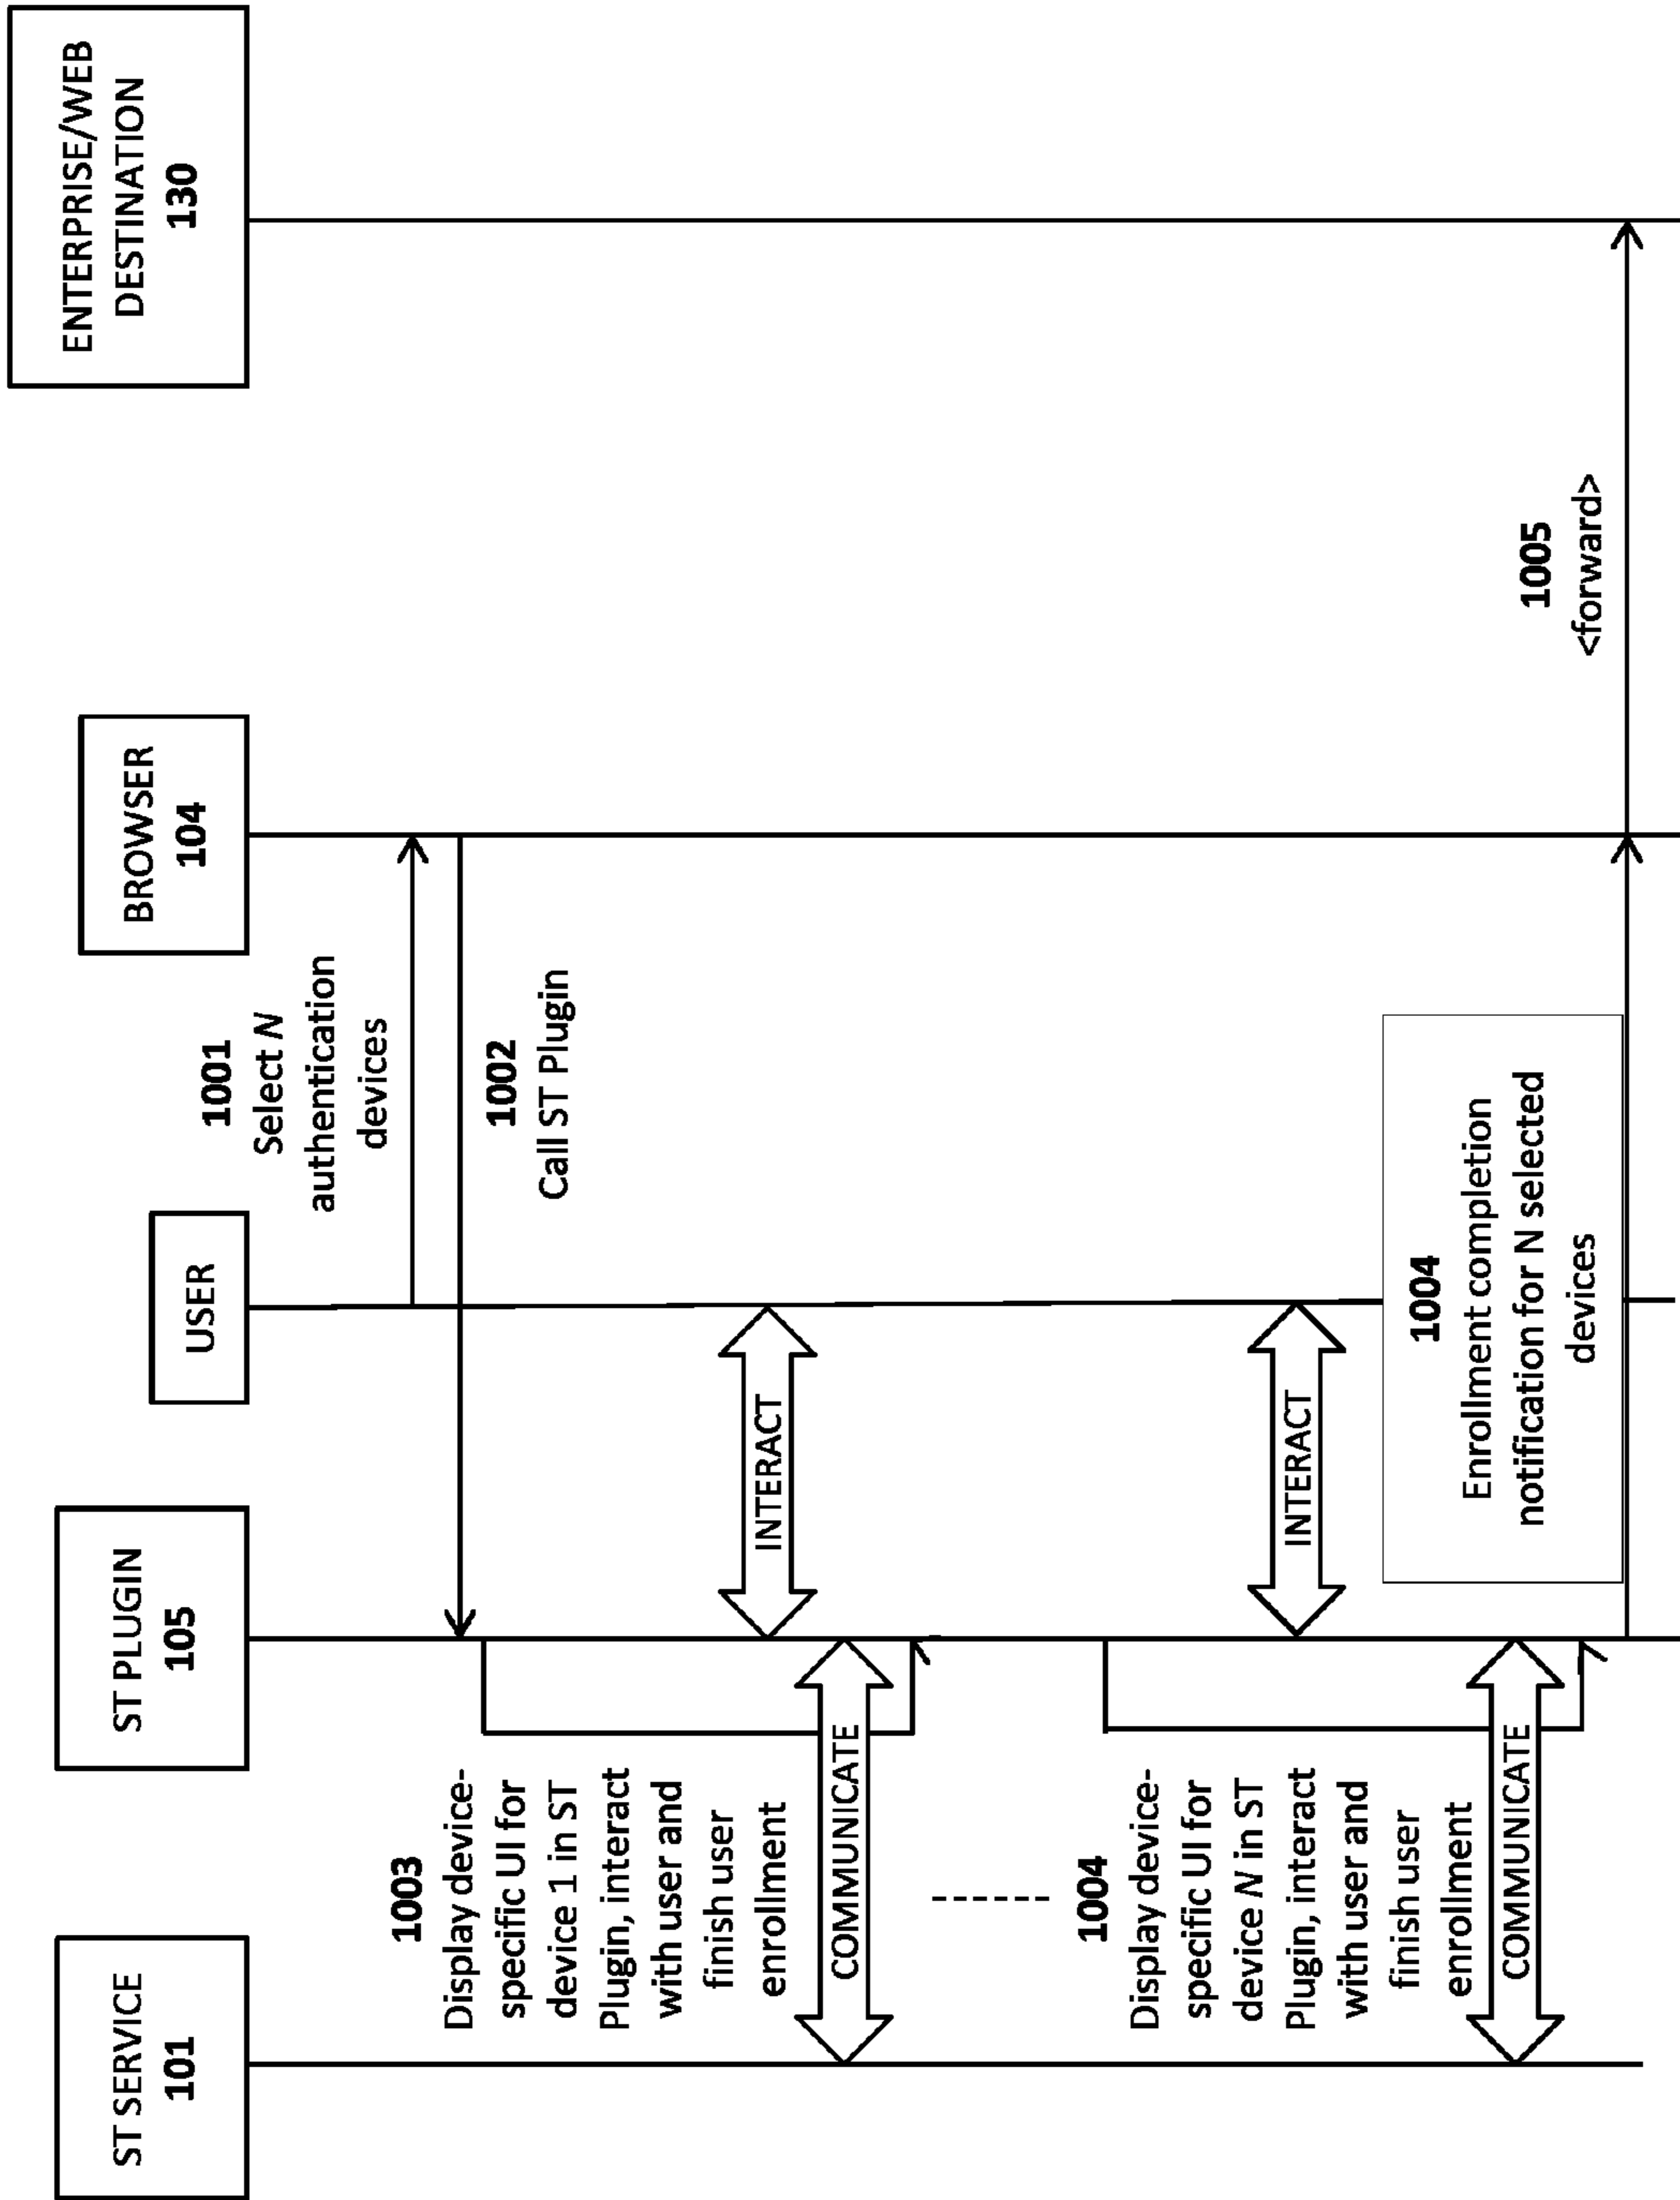 ST SERVICE
101
ST PLUGIN
105
USER
BROWSER
104
ENTERPRISE/WEB
DESTINATION
130
1001
Select N
authentication
devices
1002
Call ST Plugin
1003
Display device-
specific UI for
device 1 in ST
Plugin, interact
with user and
finish user
enrollment
INTERACT
COMMUNICATE
1004
Display device-
specific UI for
device N in ST
Plugin, interact
with user and
finish user
enrollment
INTERACT
COMMUNICATE
1004
Enrollment completion
notification for N selected
devices
1005
<forward>